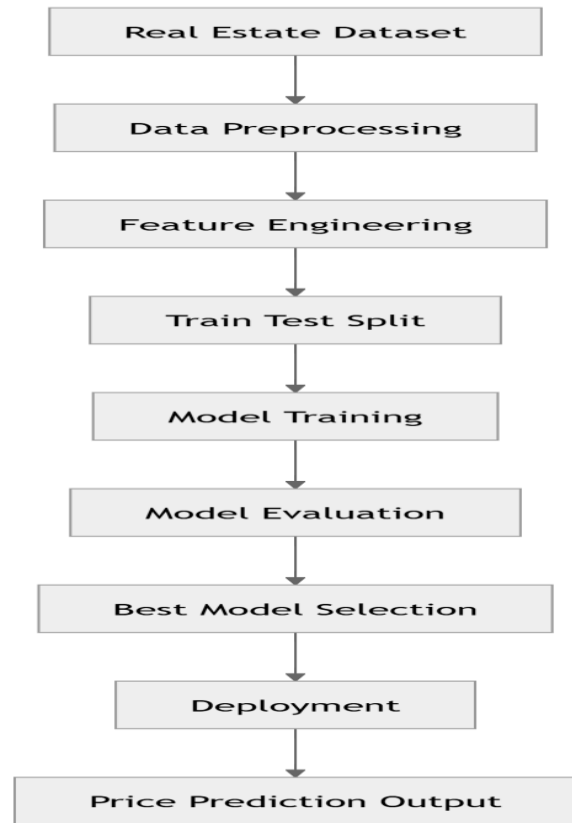 Real Estate Dataset
Data Preprocessing
Feature Engineering
Train Test Split
Model Training
Model Evaluation
Best Model Selection
Deployment
Price Prediction Output